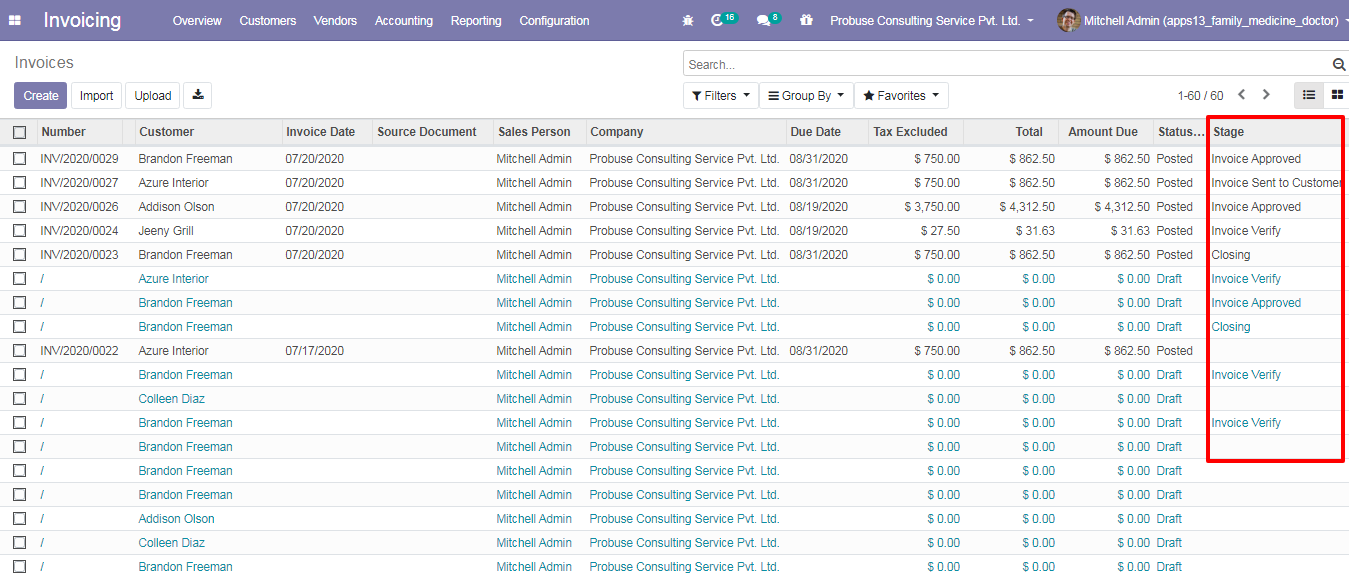 Invoicing Overview Customers Vendors Accounting Reporting Configuration 16 8 Probuse Consulting Service Pvt. Ltd. Mitchell Admin (apps13_family_medicine_doctor)
Invoices Search...
Create Import Upload Filters Group By Favorites 1-60 / 60
Number Customer Invoice Date Source Document Sales Person Company Due Date Tax Excluded Total Amount Due Status... Stage
INV/2020/0029 Brandon Freeman 07/20/2020 Mitchell Admin Probuse Consulting Service Pvt. Ltd. 08/31/2020 $ 750.00 $ 862.50 $ 862.50 Posted Invoice Approved
INV/2020/0027 Azure Interior 07/20/2020 Mitchell Admin Probuse Consulting Service Pvt. Ltd. 08/31/2020 $ 750.00 $ 862.50 $ 862.50 Posted Invoice Sent to Customer
INV/2020/0026 Addison Olson 07/20/2020 Mitchell Admin Probuse Consulting Service Pvt. Ltd. 08/19/2020 $ 3,750.00 $ 4,312.50 $ 4,312.50 Posted Invoice Approved
INV/2020/0024 Jeeny Grill 07/20/2020 Mitchell Admin Probuse Consulting Service Pvt. Ltd. 08/19/2020 $ 27.50 $ 31.63 $ 31.63 Posted Invoice Verify
INV/2020/0023 Brandon Freeman 07/20/2020 Mitchell Admin Probuse Consulting Service Pvt. Ltd. 08/31/2020 $ 750.00 $ 862.50 $ 862.50 Posted Closing
/ Azure Interior Mitchell Admin Probuse Consulting Service Pvt. Ltd. $ 0.00 $ 0.00 $ 0.00 Draft Invoice Verify
/ Brandon Freeman Mitchell Admin Probuse Consulting Service Pvt. Ltd. $ 0.00 $ 0.00 $ 0.00 Draft Invoice Approved
/ Brandon Freeman Mitchell Admin Probuse Consulting Service Pvt. Ltd. $ 0.00 $ 0.00 $ 0.00 Draft Closing
INV/2020/0022 Azure Interior 07/17/2020 Mitchell Admin Probuse Consulting Service Pvt. Ltd. 08/31/2020 $ 750.00 $ 862.50 $ 862.50 Posted
/ Brandon Freeman Mitchell Admin Probuse Consulting Service Pvt. Ltd. $ 0.00 $ 0.00 $ 0.00 Draft Invoice Verify
/ Colleen Diaz Mitchell Admin Probuse Consulting Service Pvt. Ltd. $ 0.00 $ 0.00 $ 0.00 Draft
/ Brandon Freeman Mitchell Admin Probuse Consulting Service Pvt. Ltd. $ 0.00 $ 0.00 $ 0.00 Draft Invoice Verify
/ Brandon Freeman Mitchell Admin Probuse Consulting Service Pvt. Ltd. $ 0.00 $ 0.00 $ 0.00 Draft
/ Brandon Freeman Mitchell Admin Probuse Consulting Service Pvt. Ltd. $ 0.00 $ 0.00 $ 0.00 Draft
/ Brandon Freeman Mitchell Admin Probuse Consulting Service Pvt. Ltd. $ 0.00 $ 0.00 $ 0.00 Draft
/ Addison Olson Mitchell Admin Probuse Consulting Service Pvt. Ltd. $ 0.00 $ 0.00 $ 0.00 Draft
/ Colleen Diaz Mitchell Admin Probuse Consulting Service Pvt. Ltd. $ 0.00 $ 0.00 $ 0.00 Draft
/ Brandon Freeman Mitchell Admin Probuse Consulting Service Pvt. Ltd. $ 0.00 $ 0.00 $ 0.00 Draft